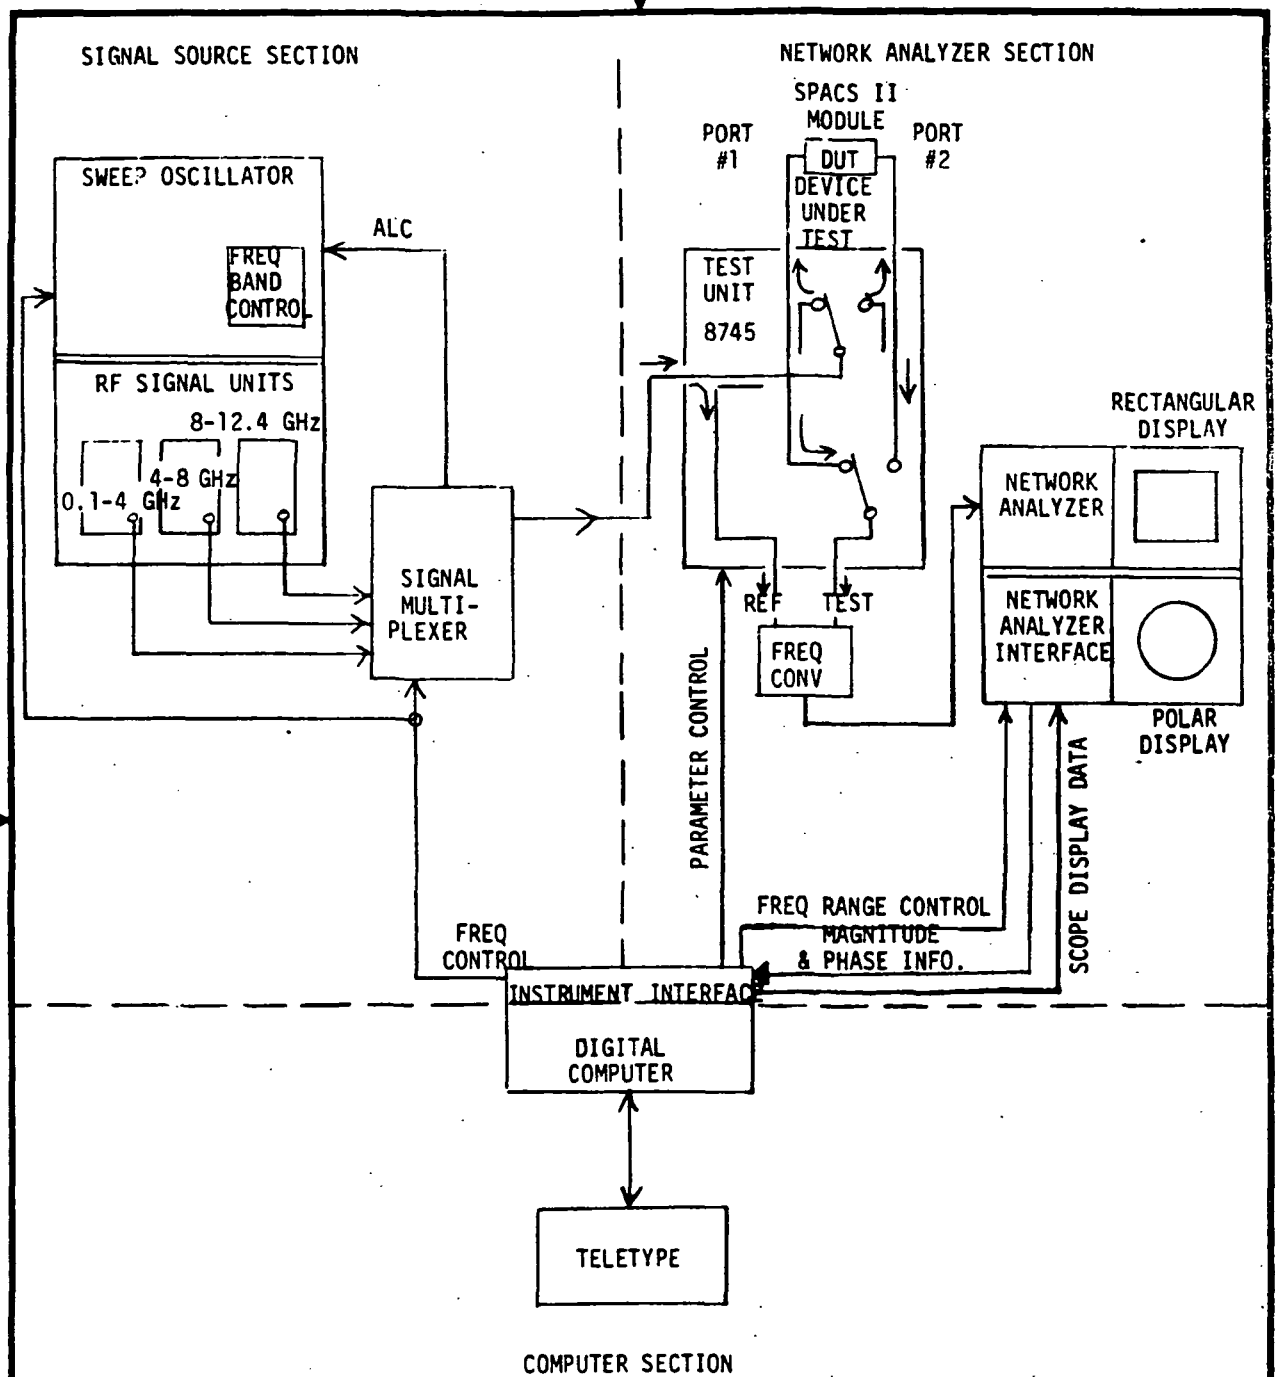 SIGNAL SOURCE SECTION
NETWORK ANALYZER SECTION
SPACS II
MODULE
PORT
#1
DUT
PORT
#2
DEVICE
UNDER
TEST
SWEEP OSCILLATOR
ALC
FREQ
BAND
CONTROL
TEST
UNIT
8745
RF SIGNAL UNITS
8-12.4 GHz
4-8 GHz
0.1-4 GHz
SIGNAL
MULTI-
PLEXER
REF
TEST
FREQ
CONV
RECTANGULAR
DISPLAY
NETWORK
ANALYZER
NETWORK
ANALYZER
INTERFACE
POLAR
DISPLAY
PARAMETER CONTROL
SCOPE DISPLAY DATA
FREQ RANGE CONTROL
MAGNITUDE
& PHASE INFO.
FREQ
CONTROL
INSTRUMENT INTERFACE
DIGITAL
COMPUTER
TELETYPE
COMPUTER SECTION